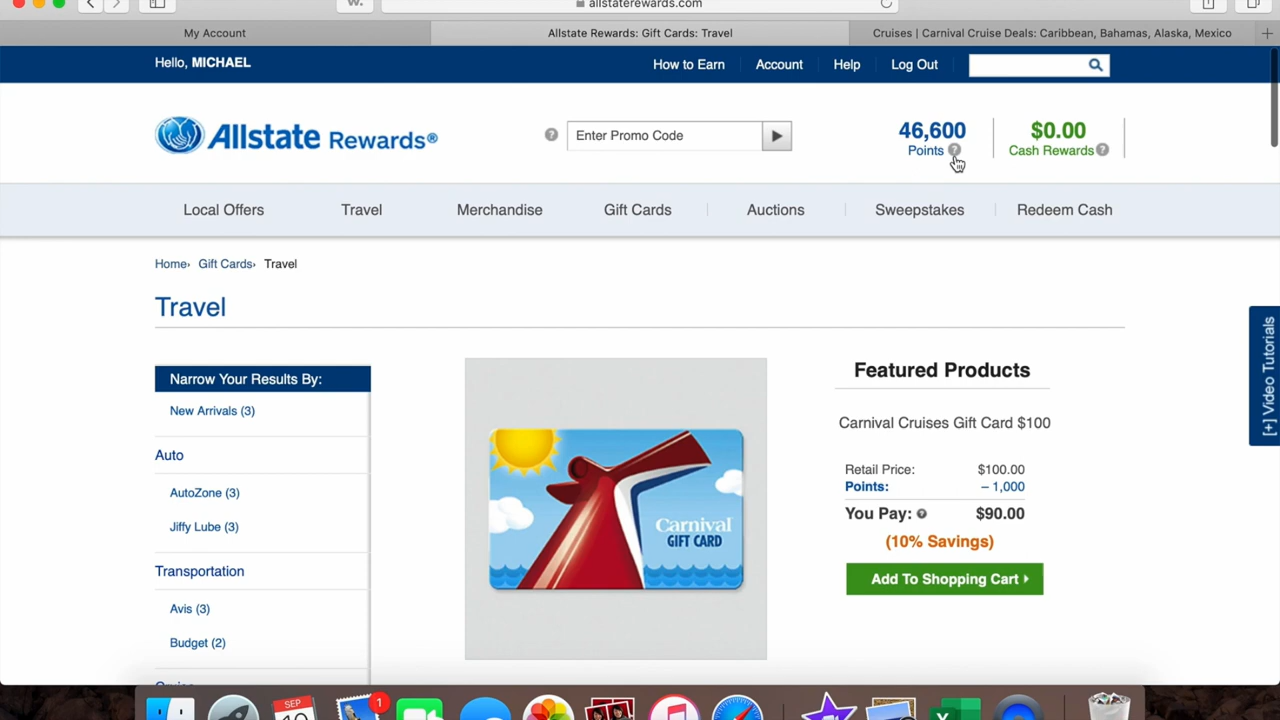 allstaterewards.com
My Account
Allstate Rewards: Gift Cards: Travel
Cruises | Carnival Cruise Deals: Caribbean, Bahamas, Alaska, Mexico
Hello, MICHAEL
How to Earn
Account
Help
Log Out
Allstate Rewards®
Enter Promo Code
46,600
Points
$0.00
Cash Rewards
Local Offers
Travel
Merchandise
Gift Cards
Auctions
Sweepstakes
Redeem Cash
Home› Gift Cards› Travel
Travel
Narrow Your Results By:
New Arrivals (3)
Auto
AutoZone (3)
Jiffy Lube (3)
Transportation
Avis (3)
Budget (2)
Carnival
GIFT CARD
Featured Products
Carnival Cruises Gift Card $100
Retail Price: $100.00
Points: – 1,000
You Pay: $90.00
(10% Savings)
Add To Shopping Cart
[+] Video Tutorials
SEP
1